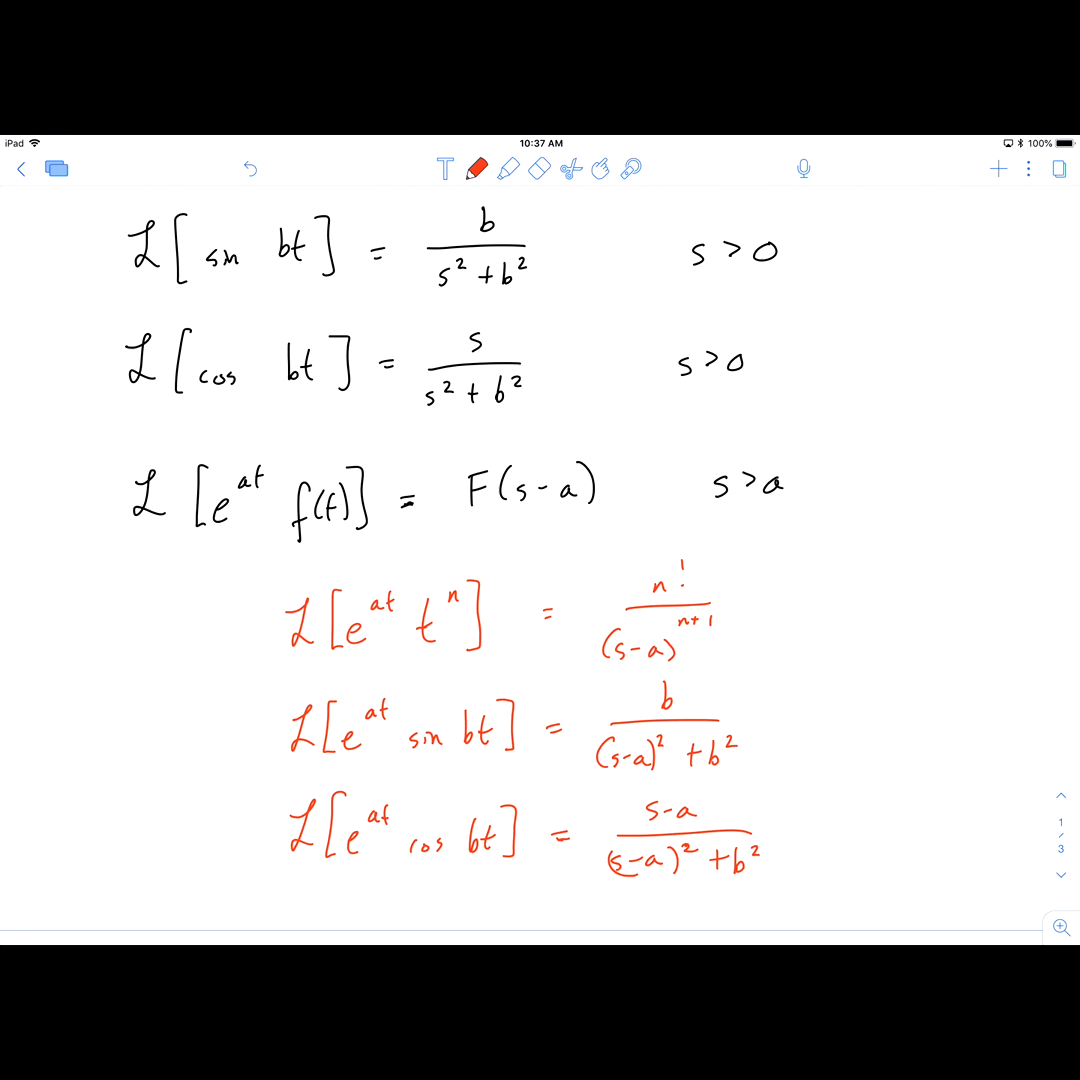 iPad 10:37 AM 100%
T
ℒ[sin bt] = b / (s² + b²) s > 0
ℒ[cos bt] = s / (s² + b²) s > 0
ℒ[e^{at} f(t)] = F(s-a) s > a
ℒ[e^{at} t^n] = n! / (s-a)^{n+1}
ℒ[e^{at} sin bt] = b / ((s-a)² + b²)
ℒ[e^{at} cos bt] = s-a / ((s-a)² + b²)
1
/
3